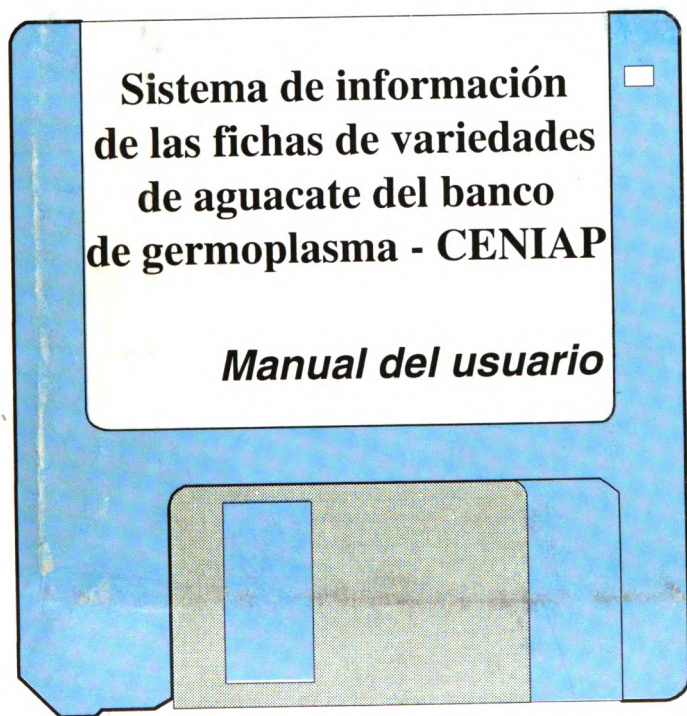 Sistema de información
de las fichas de variedades
de aguacate del banco
de germoplasma - CENIAP
Manual del usuario